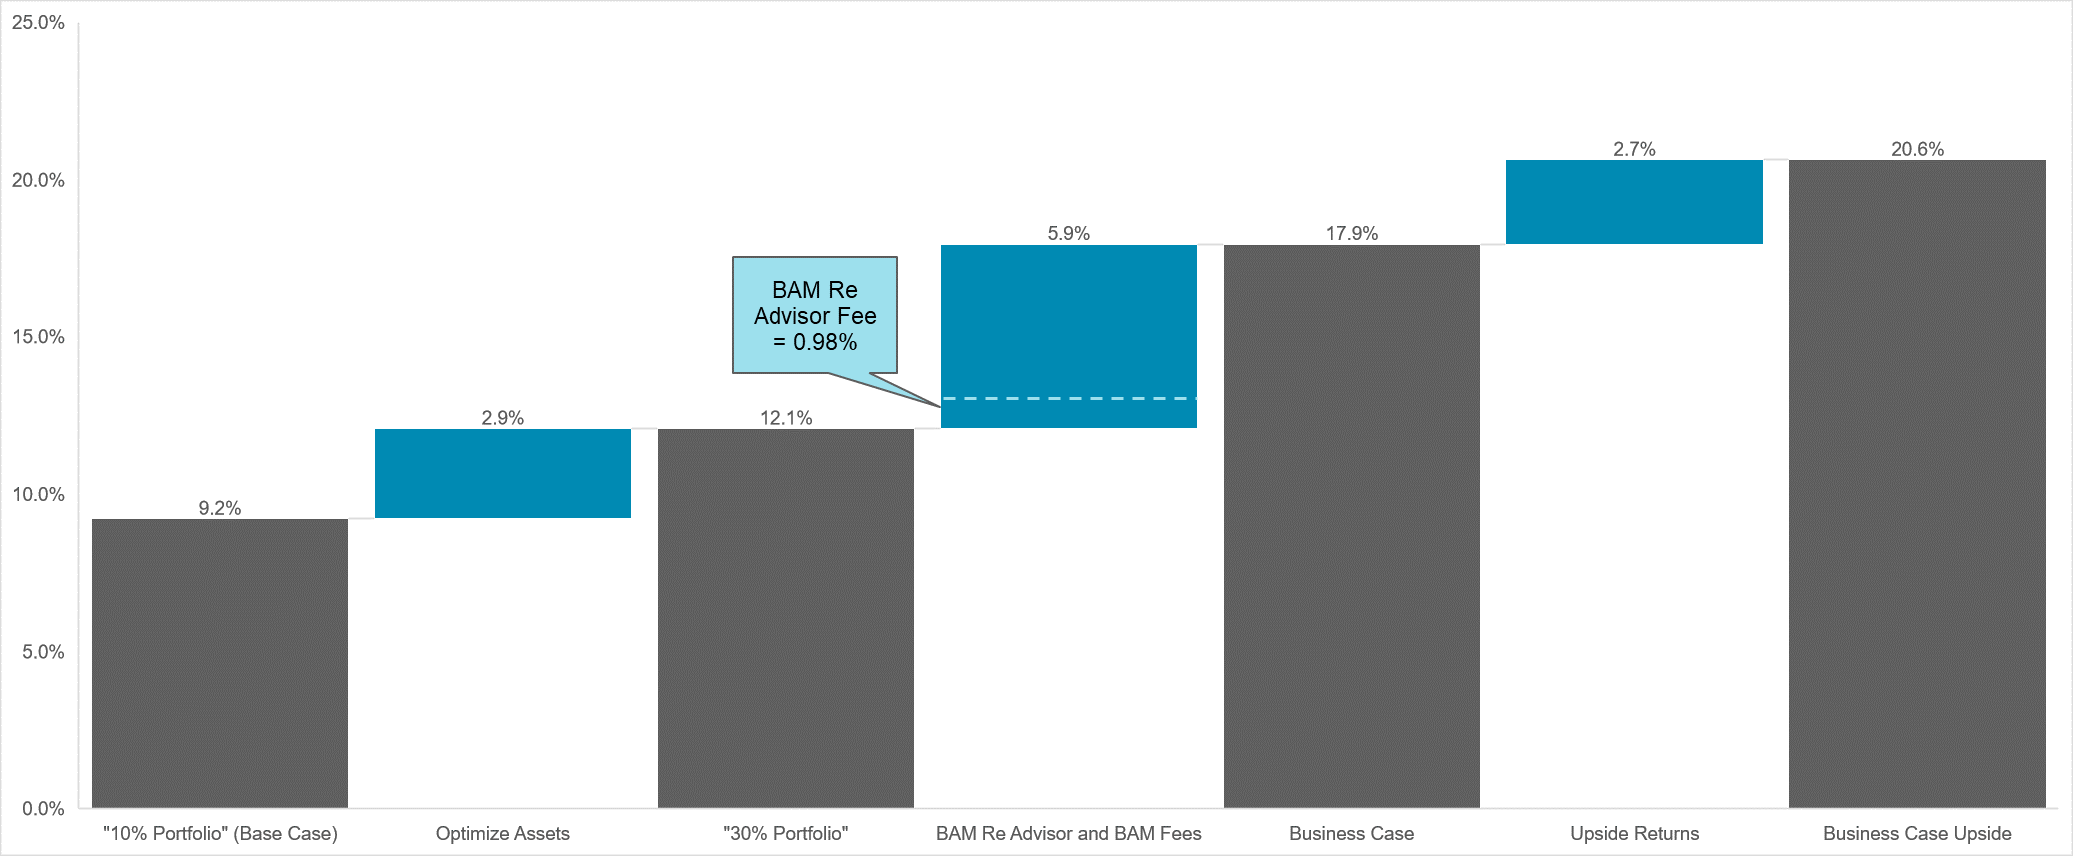 25.0%
20.0%
15.0%
10.0%
5.0%
0.0%
9.2%
2.9%
12.1%
5.9%
17.9%
2.7%
20.6%
BAM Re
Advisor Fee
= 0.98%
"10% Portfolio" (Base Case)
Optimize Assets
"30% Portfolio"
BAM Re Advisor and BAM Fees
Business Case
Upside Returns
Business Case Upside